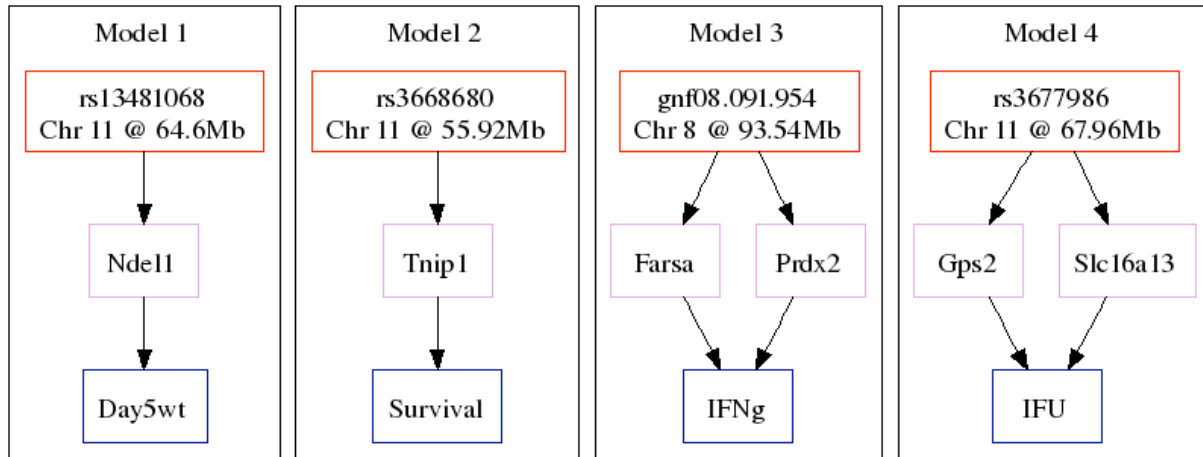 Model 1
rs13481068
Chr 11 @ 64.6Mb
Ndel1
Day5wt
Model 2
rs3668680
Chr 11 @ 55.92Mb
Tnip1
Survival
Model 3
gnf08.091.954
Chr 8 @ 93.54Mb
Farsa
Prdx2
IFNg
Model 4
rs3677986
Chr 11 @ 67.96Mb
Gps2
Slc16a13
IFU